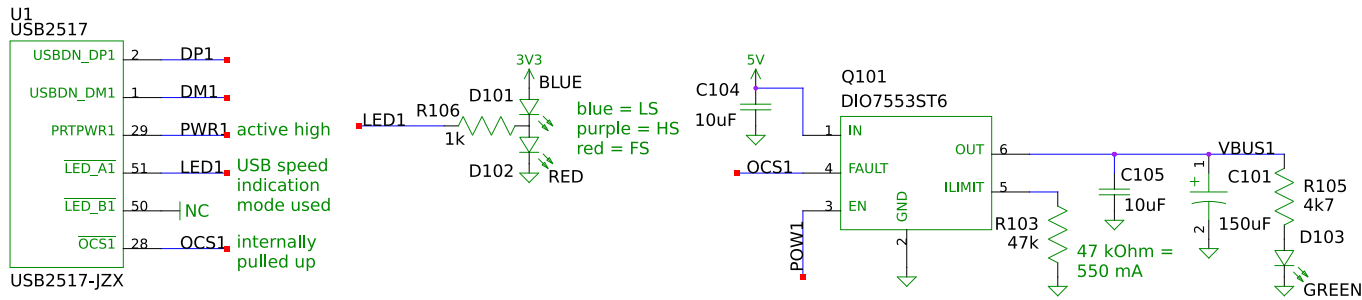 U1
USB2517
USBDN_DP1 2 DP1
USBDN_DM1 1 DM1
PRTPWR1 29 PWR1 active high
LED_A1 51 LED1 USB speed
indication
mode used
LED_B1 50 NC
OCS1 28 OCS1 internally
pulled up
USB2517-JZX
3V3
BLUE
D101
R106
LED1
1k
D102
RED
blue = LS
purple = HS
red = FS
5V
C104
10uF
Q101
DIO7553ST6
1 IN
OCS1 4 FAULT
3 EN
POW1
GND
2
OUT 6
ILIMIT 5
R103
47k
47 kOhm =
550 mA
C105
10uF
VBUS1
1
+
C101
150uF
2
R105
4k7
D103
GREEN